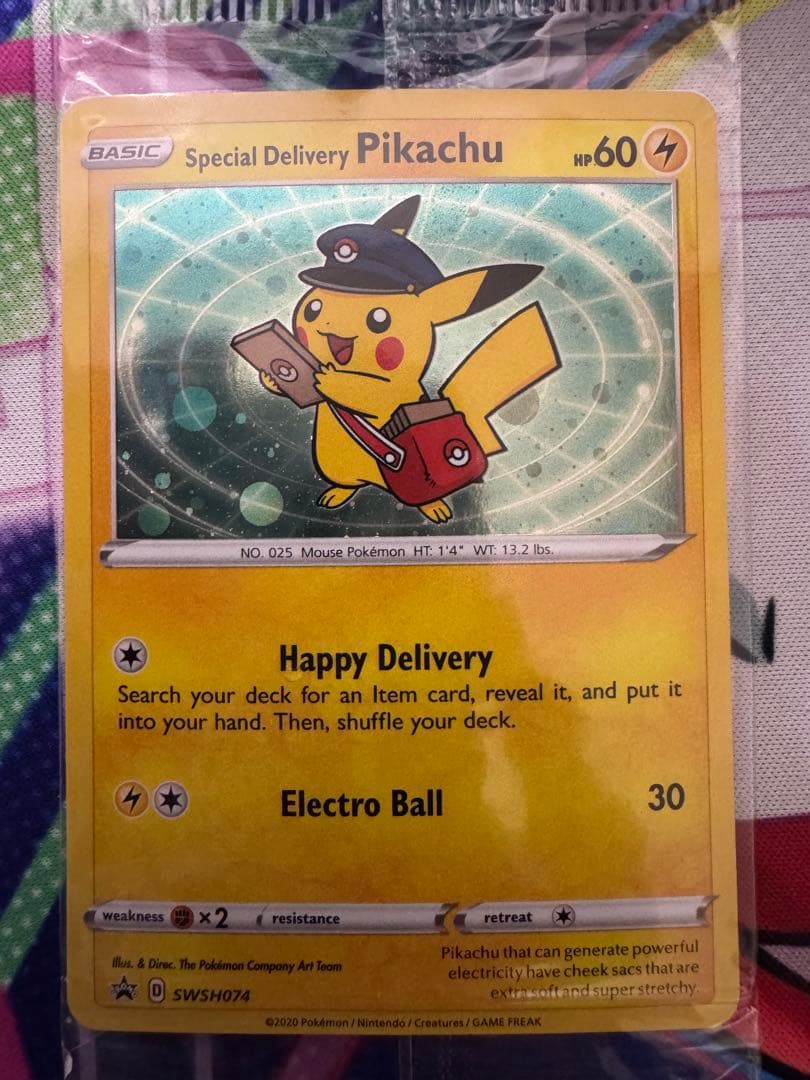 BASIC Special Delivery Pikachu HP 60
NO. 025 Mouse Pokémon HT: 1'4" WT: 13.2 lbs.
Happy Delivery
Search your deck for an Item card, reveal it, and put it
into your hand. Then, shuffle your deck.
Electro Ball 30
weakness ×2 resistance retreat
Illus. & Direc. The Pokémon Company Art Team
D SWSH074
Pikachu that can generate powerful
electricity have cheek sacs that are
extra soft and super stretchy.
©2020 Pokémon / Nintendo / Creatures / GAME FREAK